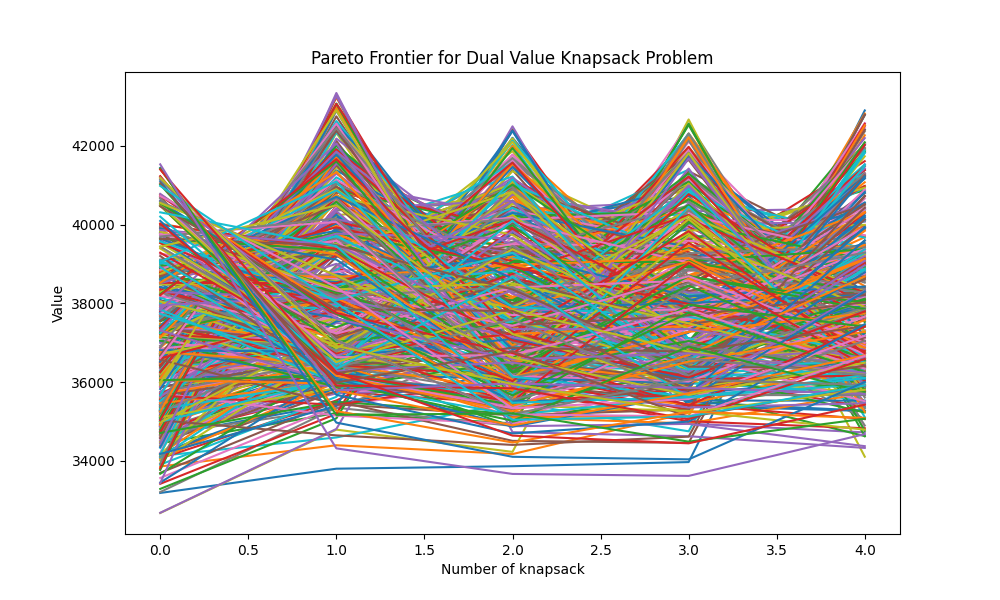 Pareto Frontier for Dual Value Knapsack Problem
Value
42000
40000
38000
36000
34000
0.0 0.5 1.0 1.5 2.0 2.5 3.0 3.5 4.0
Number of knapsack